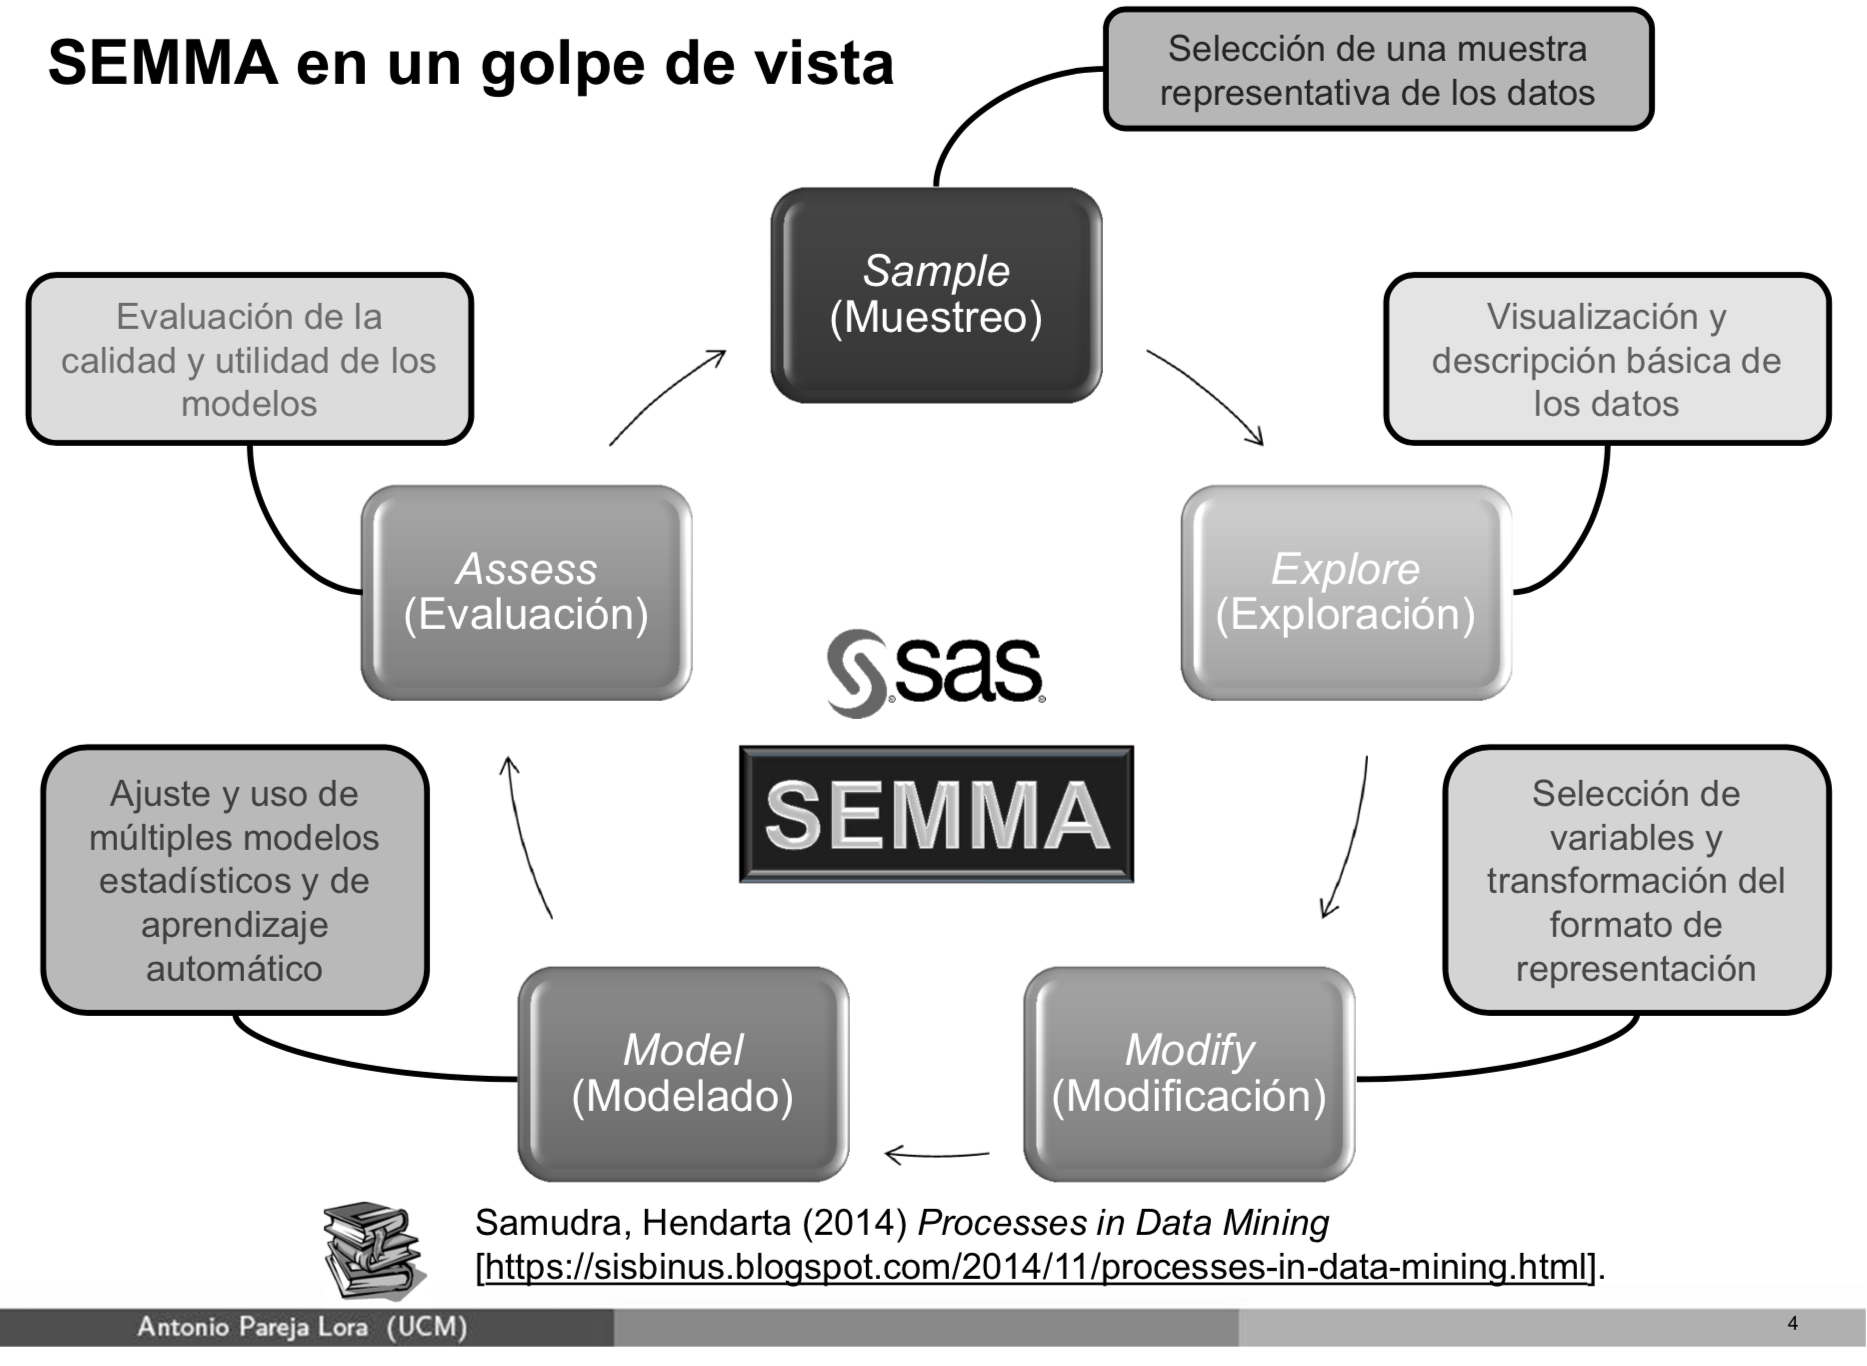 SEMMA en un golpe de vista
Selección de una muestra
representativa de los datos
Sample
(Muestreo)
Visualización y
descripción básica de
los datos
Explore
(Exploración)
Selección de
variables y
transformación del
formato de
representación
Modify
(Modificación)
Ajuste y uso de
múltiples modelos
estadísticos y de
aprendizaje
automático
Model
(Modelado)
Evaluación de la
calidad y utilidad de los
modelos
Assess
(Evaluación)
sas
SEMMA
Samudra, Hendarta (2014) Processes in Data Mining
[https://sisbinus.blogspot.com/2014/11/processes-in-data-mining.html].
Antonio Pareja Lora (UCM)
4